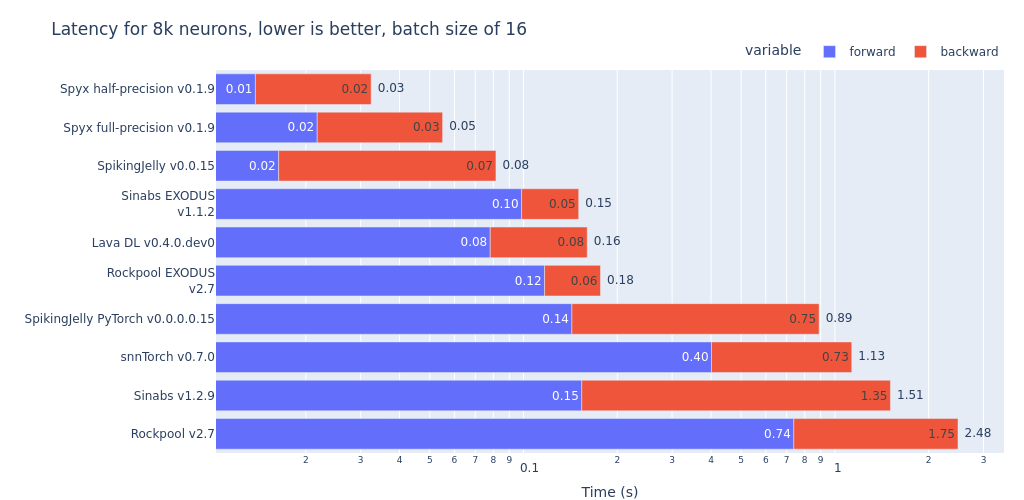 Latency for 8k neurons, lower is better, batch size of 16
variable forward backward
Spyx half-precision v0.1.9 0.01 0.02 0.03
Spyx full-precision v0.1.9 0.02 0.03 0.05
SpikingJelly v0.0.15 0.02 0.07 0.08
Sinabs EXODUS
v1.1.2 0.10 0.05 0.15
Lava DL v0.4.0.dev0 0.08 0.08 0.16
Rockpool EXODUS
v2.7 0.12 0.06 0.18
SpikingJelly PyTorch v0.0.0.0.15 0.14 0.75 0.89
snnTorch v0.7.0 0.40 0.73 1.13
Sinabs v1.2.9 0.15 1.35 1.51
Rockpool v2.7 0.74 1.75 2.48
2 3 4 5 6 7 8 9 0.1 2 3 4 5 6 7 8 9 1 2 3
Time (s)